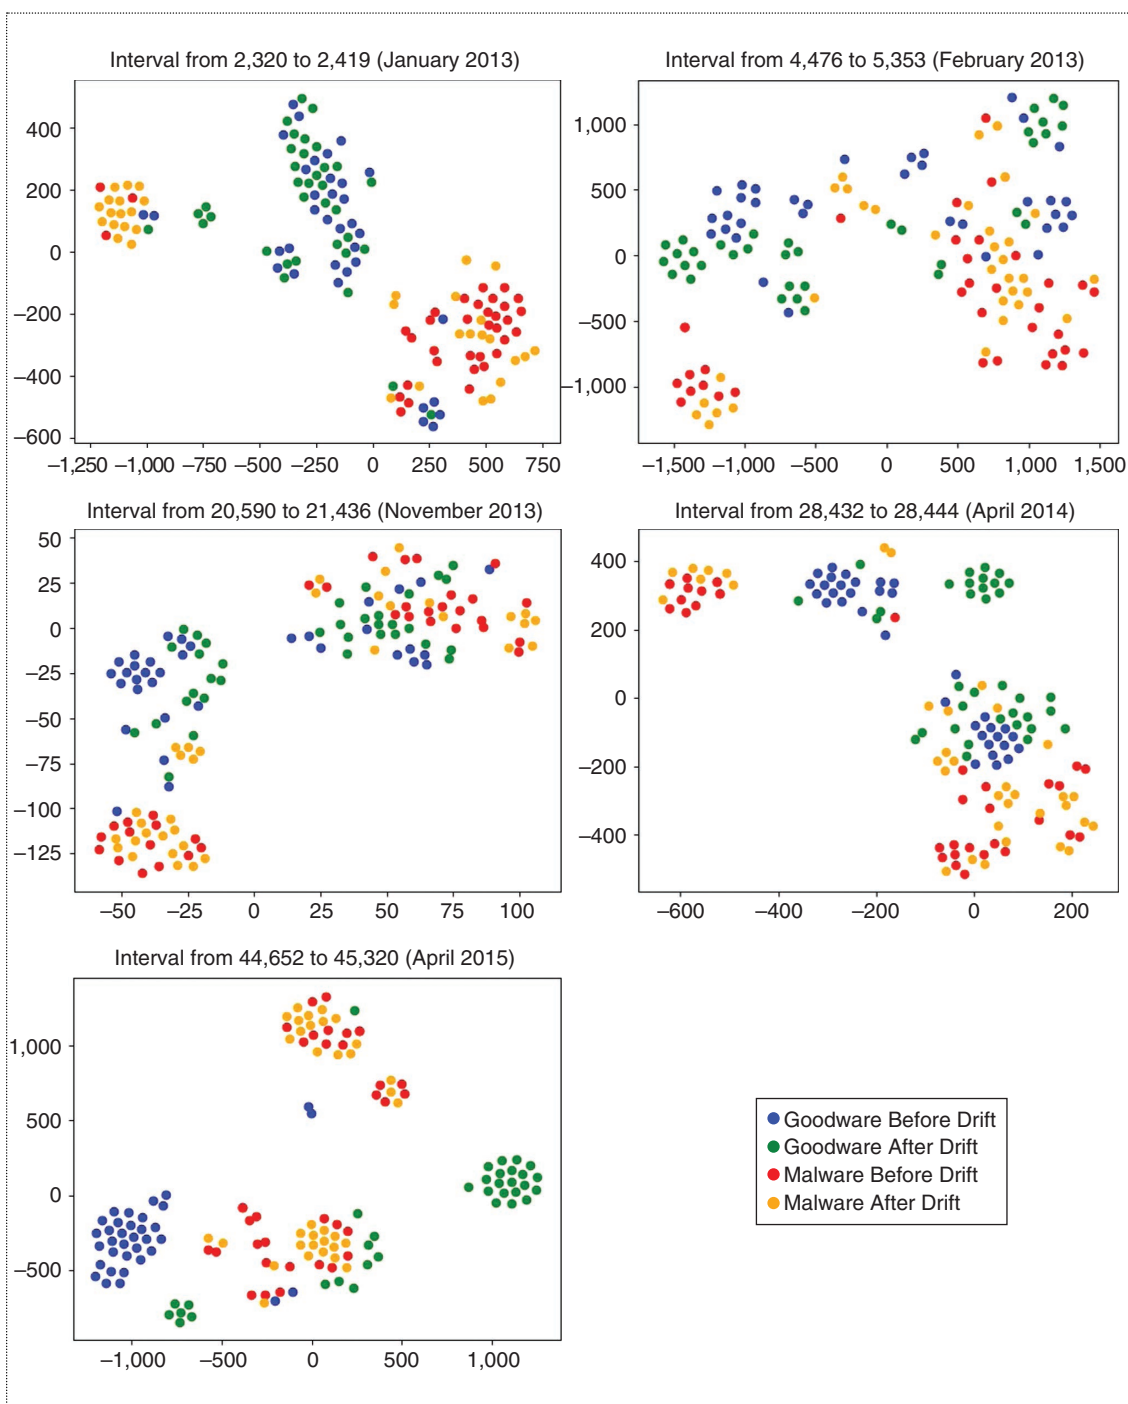 Interval from 2,320 to 2,419 (January 2013)
400
200
0
−200
−400
−600
−1,250 −1,000 −750 −500 −250 0 250 500 750
Interval from 4,476 to 5,353 (February 2013)
1,000
500
0
−500
−1,000
−1,500 −1,000 −500 0 500 1,000 1,500
Interval from 20,590 to 21,436 (November 2013)
50
25
0
−25
−50
−75
−100
−125
−50 −25 0 25 50 75 100
Interval from 28,432 to 28,444 (April 2014)
400
200
0
−200
−400
−600 −400 −200 0 200
Interval from 44,652 to 45,320 (April 2015)
1,000
500
0
−500
−1,000 −500 0 500 1,000
Goodware Before Drift
Goodware After Drift
Malware Before Drift
Malware After Drift